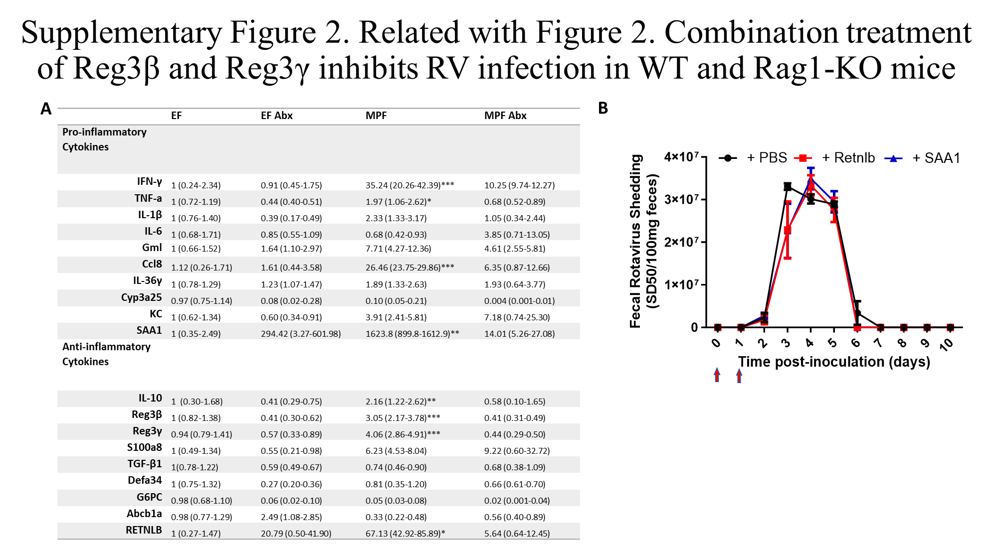 Supplementary Figure 2. Related with Figure 2. Combination treatment
of Reg3β and Reg3γ inhibits RV infection in WT and Rag1-KO mice
A
EF EF Abx MPF MPF Abx
Pro-inflammatory
Cytokines
IFN-γ 1 (0.24-2.34) 0.91 (0.45-1.75) 35.24 (20.26-42.39)*** 10.25 (9.74-12.27)
TNF-a 1 (0.72-1.19) 0.44 (0.40-0.51) 1.97 (1.06-2.62)* 0.68 (0.52-0.89)
IL-1β 1 (0.76-1.40) 0.39 (0.17-0.49) 2.33 (1.33-3.17) 1.05 (0.34-2.44)
IL-6 1 (0.68-1.71) 0.85 (0.55-1.09) 0.68 (0.42-0.93) 3.85 (0.71-13.05)
Gml 1 (0.66-1.52) 1.64 (1.10-2.97) 7.71 (4.27-12.36) 4.61 (2.55-5.81)
Ccl8 1.12 (0.26-1.71) 1.61 (0.44-3.58) 26.46 (23.75-29.86)*** 6.35 (0.87-12.66)
IL-36γ 1 (0.78-1.29) 1.23 (1.07-1.47) 1.89 (1.33-2.63) 1.93 (0.64-3.77)
Cyp3a25 0.97 (0.75-1.14) 0.08 (0.02-0.28) 0.10 (0.05-0.21) 0.004 (0.001-0.01)
KC 1 (0.62-1.34) 0.60 (0.34-0.91) 3.91 (2.41-5.81) 7.18 (0.74-25.30)
SAA1 1 (0.35-2.49) 294.42 (3.27-601.98) 1623.8 (899.8-1612.9)** 14.01 (5.26-27.08)
Anti-inflammatory
Cytokines
IL-10 1 (0.30-1.68) 0.41 (0.29-0.75) 2.16 (1.22-2.62)** 0.58 (0.10-1.65)
Reg3β 1 (0.82-1.38) 0.41 (0.30-0.62) 3.05 (2.17-3.78)*** 0.41 (0.31-0.49)
Reg3γ 0.94 (0.79-1.41) 0.57 (0.33-0.89) 4.06 (2.86-4.91)*** 0.44 (0.29-0.50)
S100a8 1 (0.49-1.34) 0.55 (0.21-0.98) 6.23 (4.53-8.04) 9.22 (0.60-32.72)
TGF-β1 1(0.78-1.22) 0.59 (0.49-0.67) 0.74 (0.46-0.90) 0.68 (0.38-1.09)
Defa34 1 (0.75-1.32) 0.27 (0.20-0.36) 0.81 (0.35-1.20) 0.66 (0.61-0.70)
G6PC 0.98 (0.68-1.10) 0.06 (0.02-0.10) 0.05 (0.03-0.08) 0.02 (0.001-0.04)
Abcb1a 0.98 (0.77-1.29) 2.49 (1.08-2.85) 0.33 (0.22-0.48) 0.56 (0.40-0.89)
RETNLB 1 (0.27-1.47) 20.79 (0.50-41.90) 67.13 (42.92-85.89)* 5.64 (0.64-12.45)
B
+ PBS + Retnlb + SAA1
Fecal Rotavirus Shedding
(SD50/100mg feces)
4×10⁷
3×10⁷
2×10⁷
1×10⁷
0
0 1 2 3 4 5 6 7 8 9 10
Time post-inoculation (days)